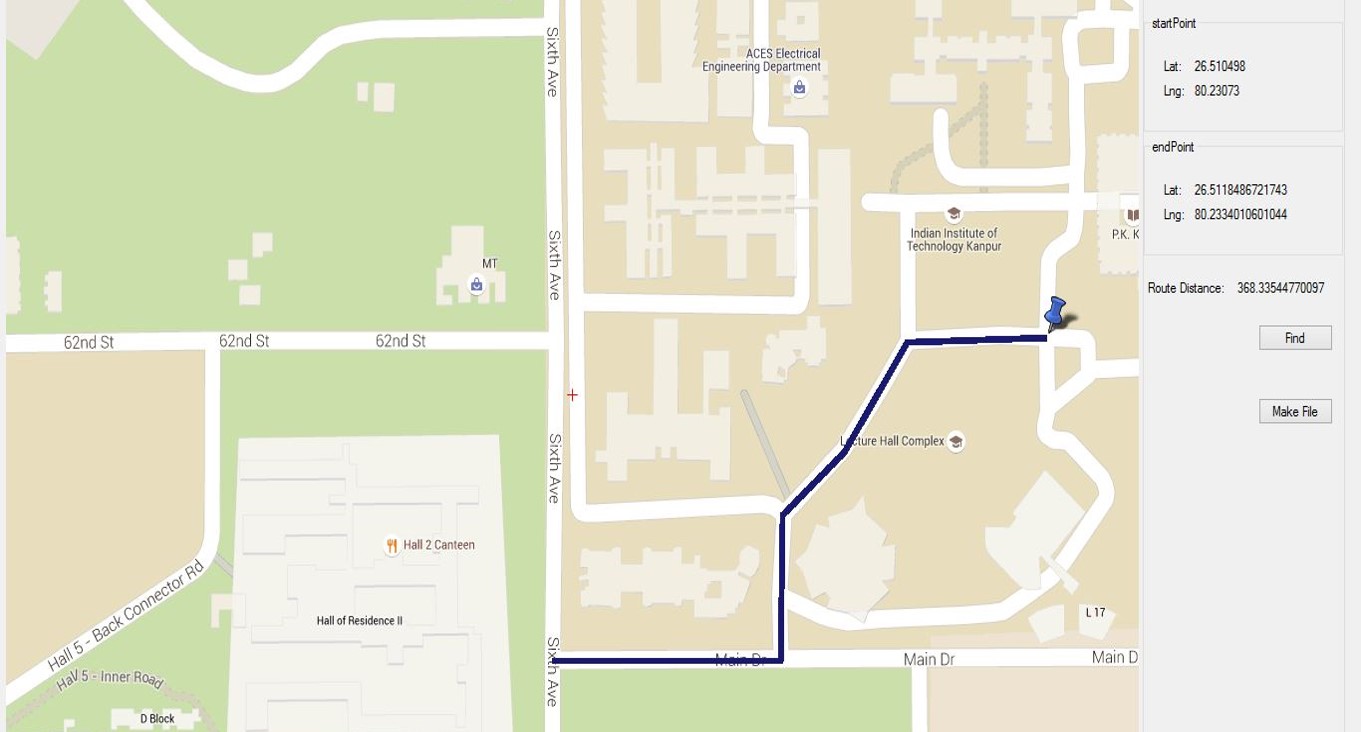 Sixth Ave
ACES Electrical
Engineering Department
Indian Institute of
Technology Kanpur
P.K. K
Sixth Ave
MT
62nd St
62nd St
62nd St
Sixth Ave
Lecture Hall Complex
Hall 2 Canteen
Hall 5 - Back Connector Rd
Hall of Residence II
L 17
Sixth Ave
Main Dr
Main Dr
Main D
Hall 5 - Inner Road
D Block
startPoint
Lat: 26.510498
Lng: 80.23073
endPoint
Lat: 26.5118486721743
Lng: 80.2334010601044
Route Distance: 368.33544770097
Find
Make File